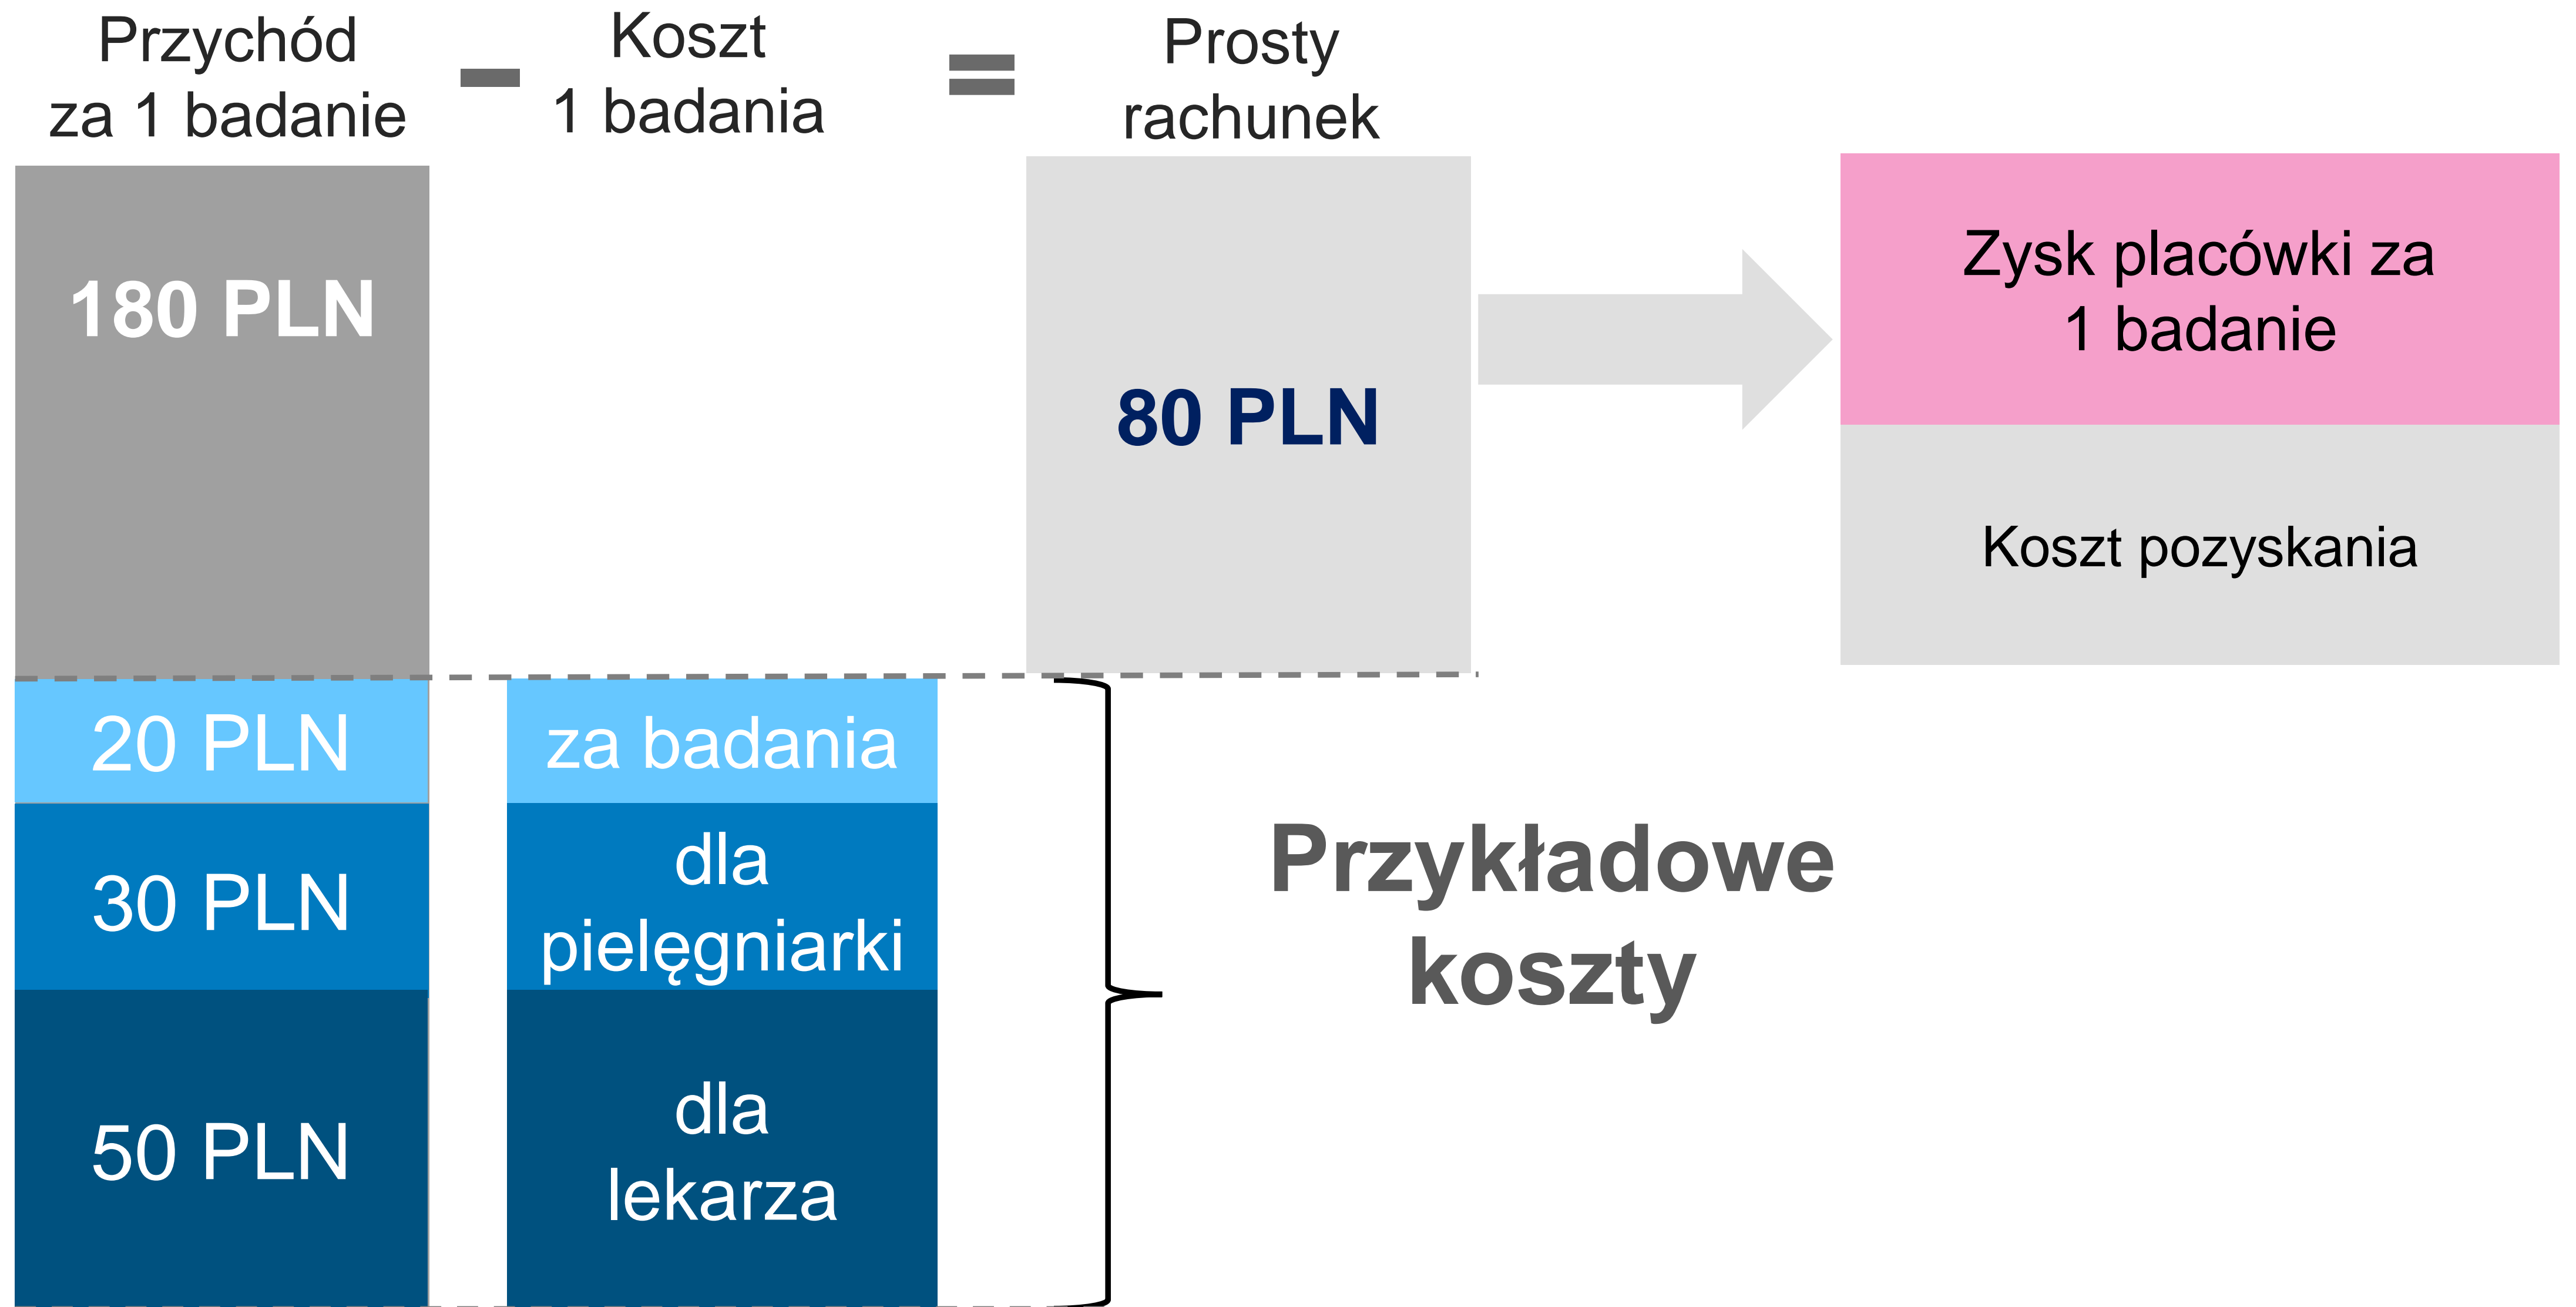 Przychód
za 1 badanie
Koszt
1 badania
Prosty
rachunek
180 PLN
80 PLN
Zysk placówki za
1 badanie
Koszt pozyskania
20 PLN
za badania
30 PLN
dla
pielęgniarki
50 PLN
dla
lekarza
Przykładowe
koszty